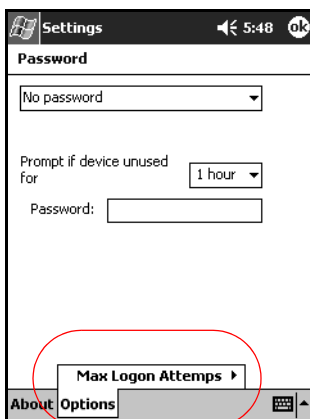 Settings 5:48 ok
Password
No password
Prompt if device unused
for 1 hour
Password:
Max Logon Attemps
About Options